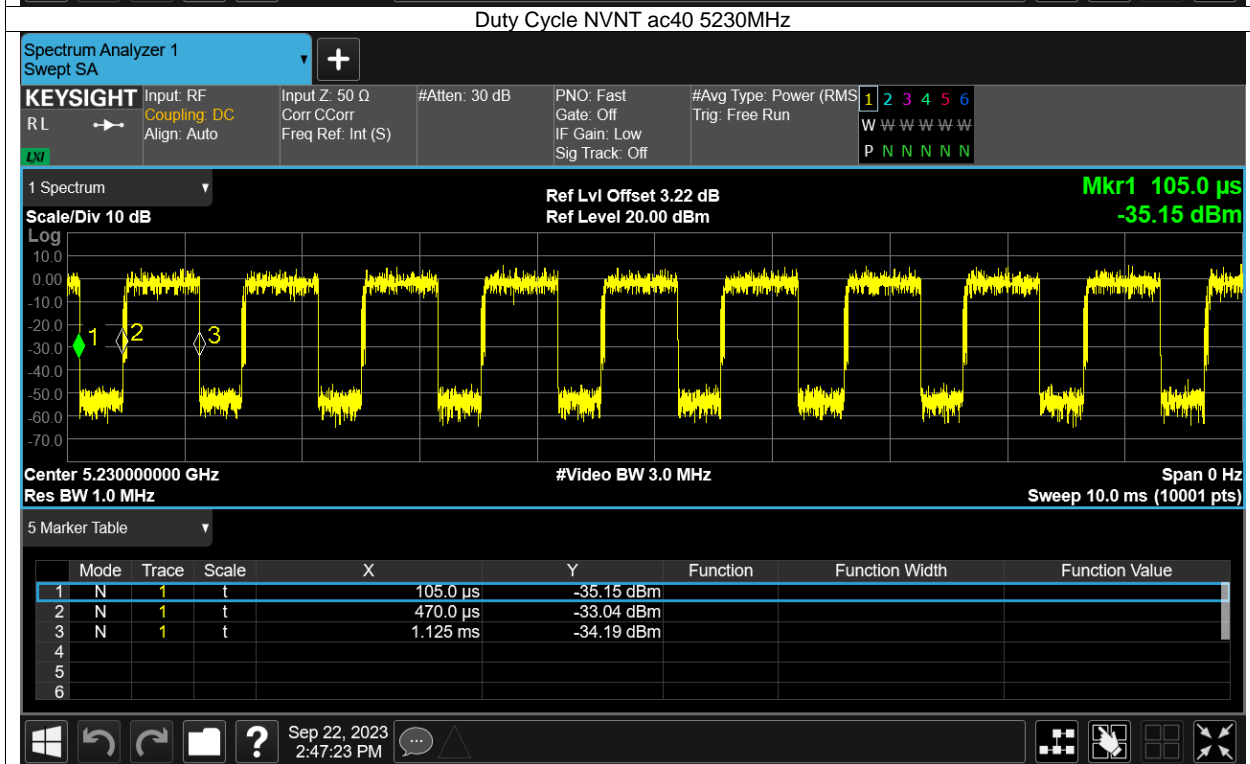 Duty Cycle NVNT ac40 5230MHz
Spectrum Analyzer 1
Swept SA
+
KEYSIGHT Input: RF Input Z: 50 Ω #Atten: 30 dB PNO: Fast #Avg Type: Power (RMS 1 2 3 4 5 6
RL Coupling: DC Corr CCorr Gate: Off Trig: Free Run W W W W W W
Align: Auto Freq Ref: Int (S) IF Gain: Low P N N N N N
LXI Sig Track: Off
1 Spectrum Ref Lvl Offset 3.22 dB Mkr1 105.0 µs
Scale/Div 10 dB Ref Level 20.00 dBm -35.15 dBm
Log
10.0
0.00
-10.0
-20.0
1 2 3
-30.0
-40.0
-50.0
-60.0
-70.0
Center 5.230000000 GHz #Video BW 3.0 MHz Span 0 Hz
Res BW 1.0 MHz Sweep 10.0 ms (10001 pts)
5 Marker Table
Mode Trace Scale X Y Function Function Width Function Value
1 N 1 t 105.0 µs -35.15 dBm
2 N 1 t 470.0 µs -33.04 dBm
3 N 1 t 1.125 ms -34.19 dBm
4
5
6
? Sep 22, 2023
2:47:23 PM